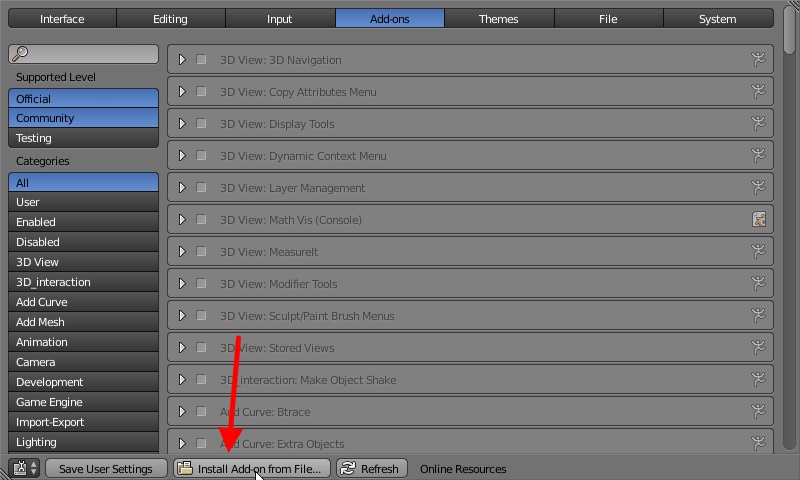 Interface Editing Input Add-ons Themes File System
Supported Level
Official
Community
Testing
Categories
All
User
Enabled
Disabled
3D View
3D_interaction
Add Curve
Add Mesh
Animation
Camera
Development
Game Engine
Import-Export
Lighting
3D View: 3D Navigation
3D View: Copy Attributes Menu
3D View: Display Tools
3D View: Dynamic Context Menu
3D View: Layer Management
3D View: Math Vis (Console)
3D View: MeasureIt
3D View: Modifier Tools
3D View: Sculpt/Paint Brush Menus
3D View: Stored Views
3D_interaction: Make Object Shake
Add Curve: Btrace
Add Curve: Extra Objects
Save User Settings Install Add-on from File... Refresh Online Resources